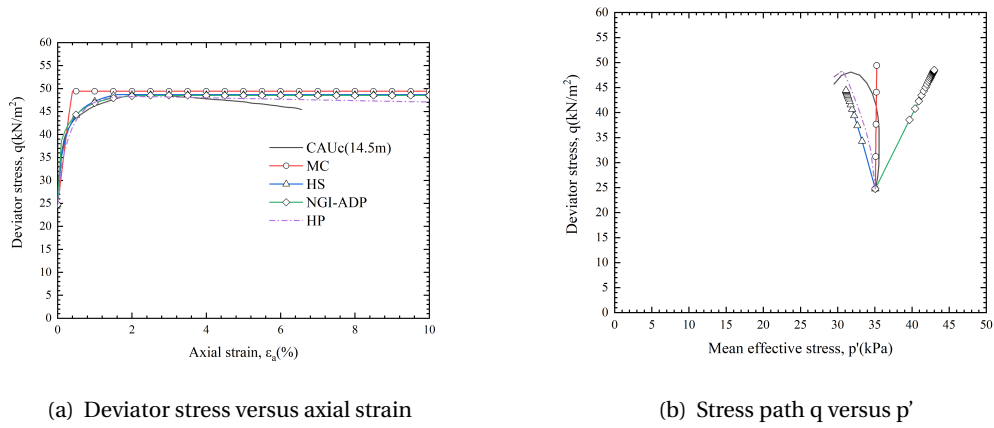 60
55
50
45
40
35
30
25
20
15
10
5
0
Deviator stress, q(kN/m²)
CAUc(14.5m)
MC
HS
NGI-ADP
HP
0 2 4 6 8 10
Axial strain, εₐ(%)
(a) Deviator stress versus axial strain
60
55
50
45
40
35
30
25
20
15
10
5
0
Deviator stress, q(kN/m²)
0 5 10 15 20 25 30 35 40 45 50
Mean effective stress, p'(kPa)
(b) Stress path q versus p’